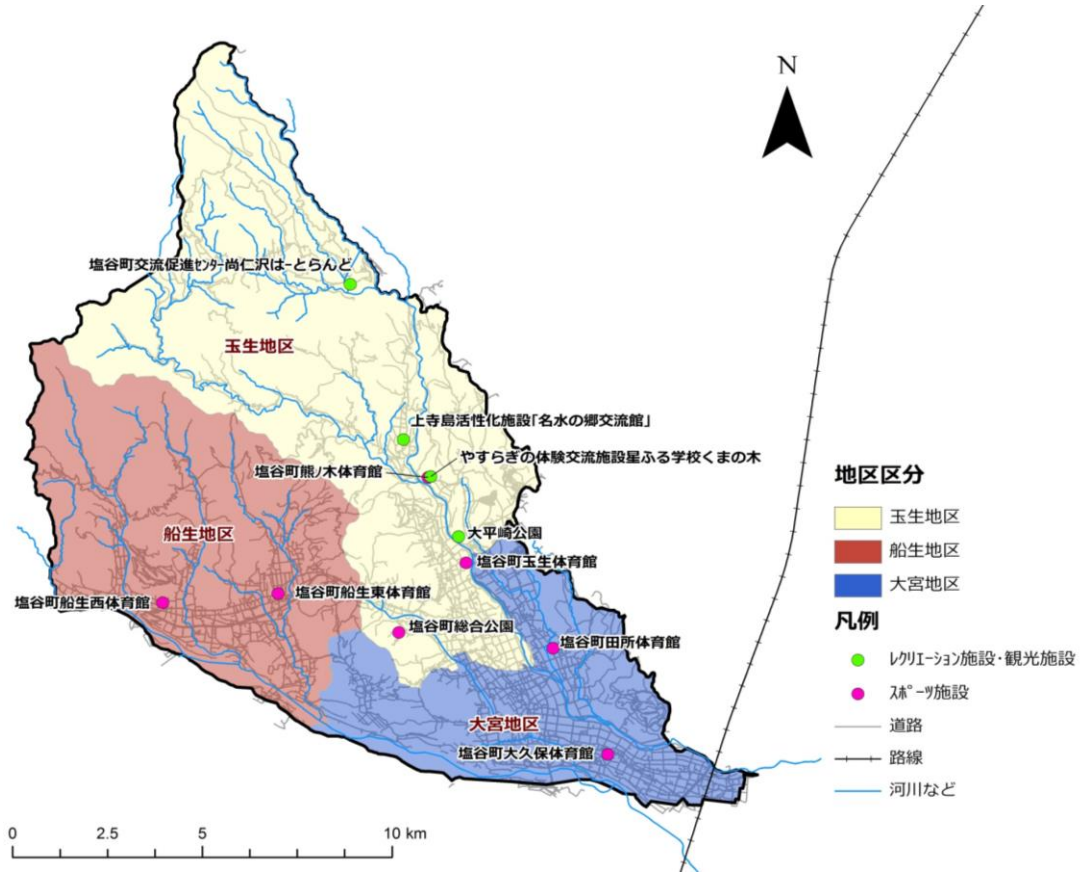 N
塩谷町交流促進ｾﾝﾀｰ尚仁沢はーとらんど
玉生地区
上寺島活性化施設「名水の郷交流館」
やすらぎの体験交流施設星ふる学校くまの木
塩谷町熊ノ木体育館
地区区分
玉生地区
船生地区
大宮地区
船生地区
大平崎公園
塩谷町玉生体育館
塩谷町船生東体育館
塩谷町船生西体育館
塩谷町総合公園
塩谷町田所体育館
大宮地区
塩谷町大久保体育館
凡例
ﾚｸﾘｴｰｼｮﾝ施設・観光施設
ｽﾎﾟｰﾂ施設
道路
路線
河川など
0 2.5 5 10 km